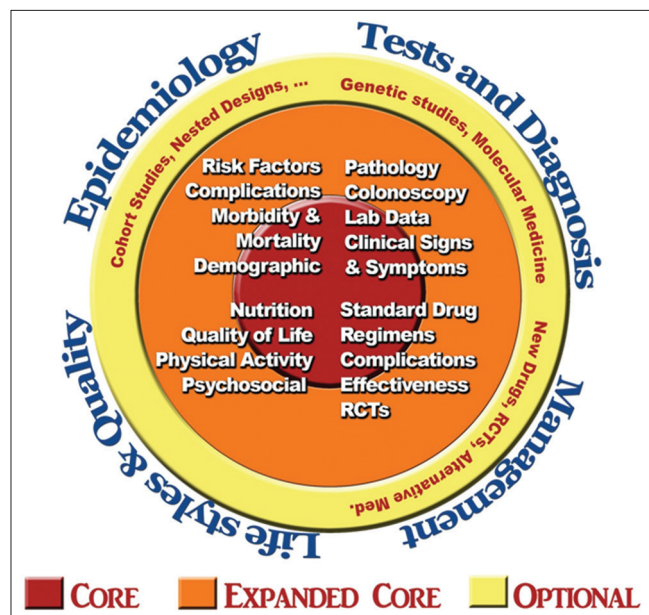 Epidemiology
Tests and Diagnosis
Cohort Studies, Nested Designs, ...
Genetic studies, Molecular Medicine
Risk Factors
Complications
Morbidity &
Mortality
Demographic
Pathology
Colonoscopy
Lab Data
Clinical Signs
& Symptoms
Nutrition
Quality of Life
Physical Activity
Psychosocial
Standard Drug
Regimens
Complications
Effectiveness
RCTs
New Drugs, RCTs, Alternative Med.
Life styles & Quality
Management
CORE
EXPANDED CORE
OPTIONAL